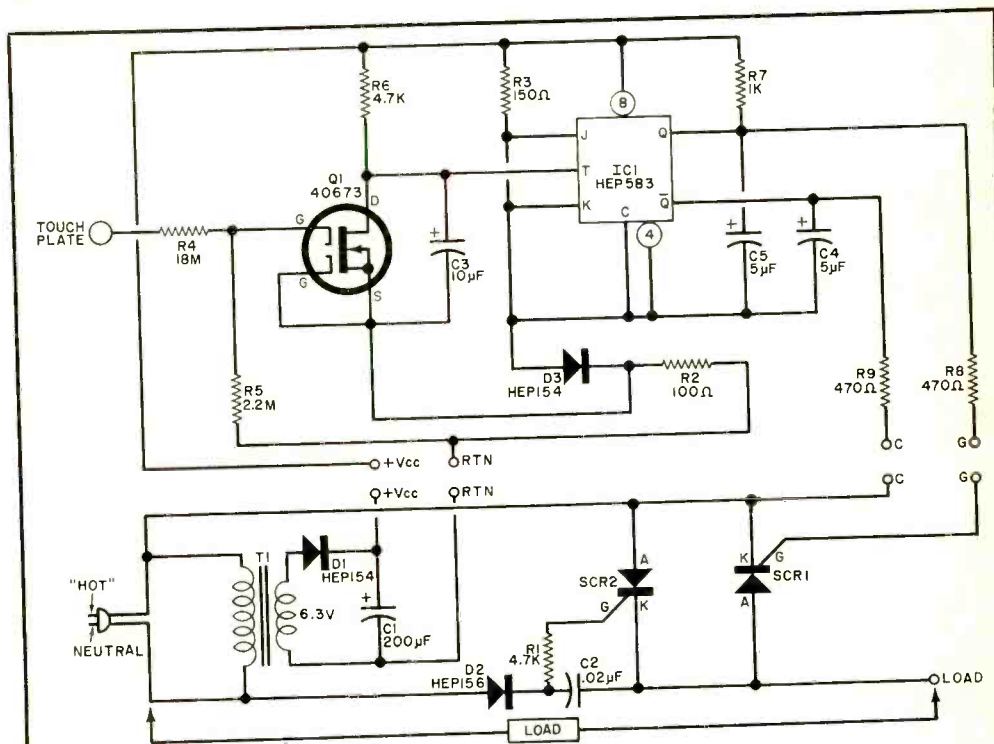 R6
4.7K
R3
150Ω
8
R7
1K
Q1
40673
D
G
G
S
J
T
K
IC1
HEP583
C
Q
Q̅
4
TOUCH
PLATE
R4
18M
+
C3
10µF
+
C5
5µF
+
C4
5µF
R5
2.2M
D3
HEP154
R2
100Ω
R9
470Ω
R8
470Ω
+Vcc
RTN
C
G
+Vcc
RTN
C
G
"HOT"
NEUTRAL
T1
6.3V
D1
HEP154
+
C1
200µF
A
SCR2
G
K
K
G
SCR1
A
R1
4.7K
D2
HEP156
C2
.02µF
LOAD
LOAD